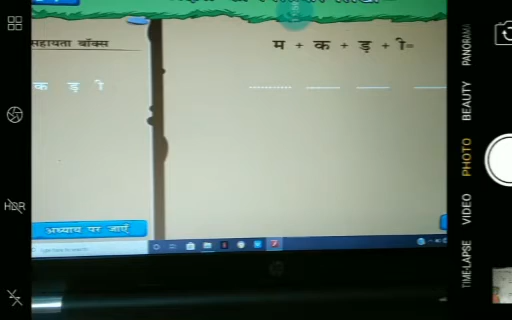 सहायता बॉक्स
म + क + ड़ + ी=
क ड़ ी
अध्याय पर जाएँ
HDR
PANORAMA
BEAUTY
PHOTO
VIDEO
TIME-LAPSE